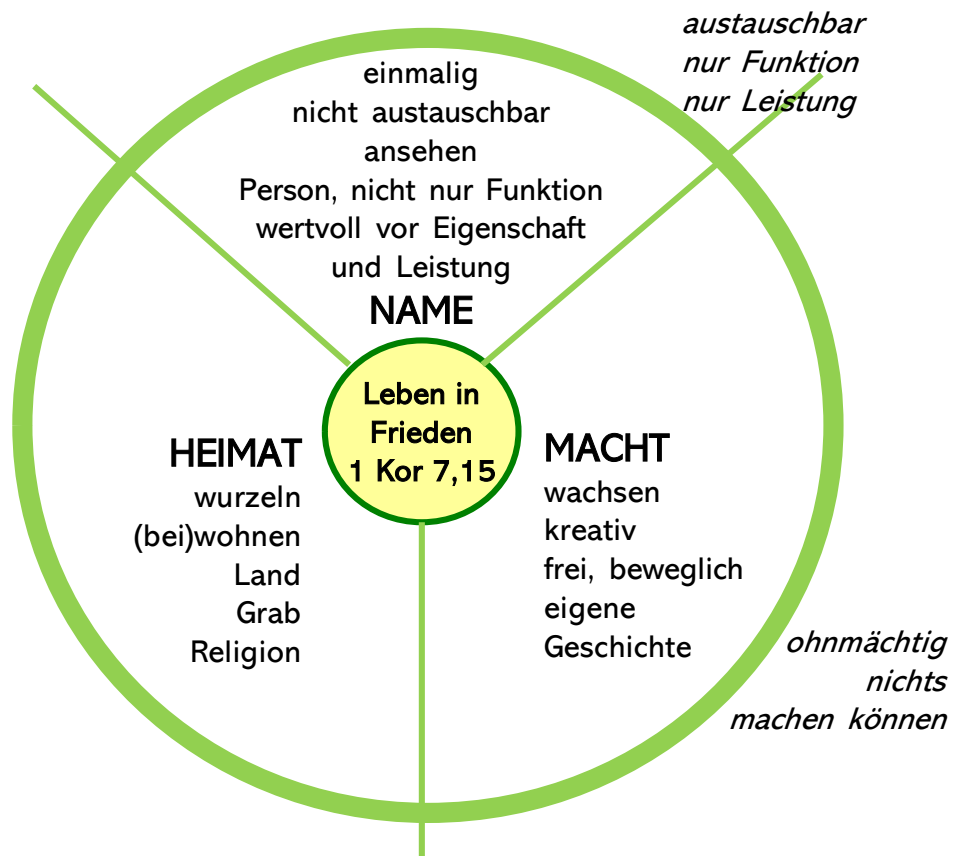 austauschbar
nur Funktion
nur Leistung
einmalig
nicht austauschbar
ansehen
Person, nicht nur Funktion
wertvoll vor Eigenschaft
und Leistung
NAME
Leben in
Frieden
1 Kor 7,15
HEIMAT
wurzeln
(bei)wohnen
Land
Grab
Religion
MACHT
wachsen
kreativ
frei, beweglich
eigene
Geschichte
ohnmächtig
nichts
machen können